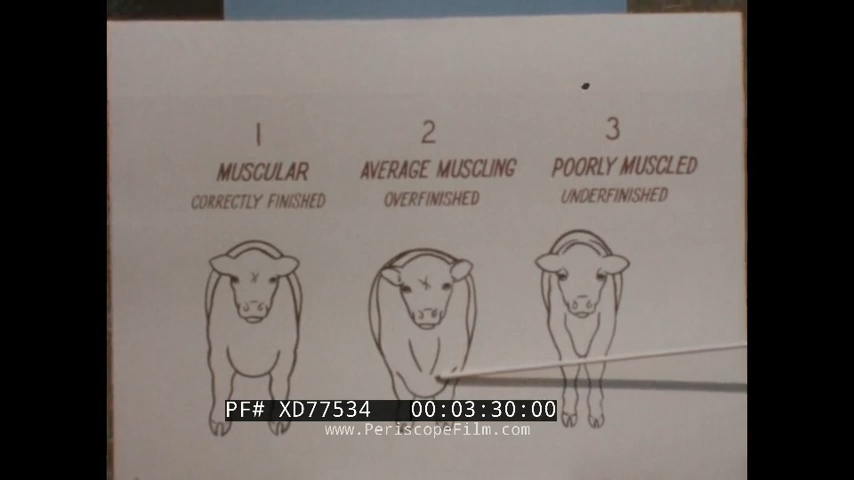 1 2 3
MUSCULAR AVERAGE MUSCLING POORLY MUSCLED
CORRECTLY FINISHED OVERFINISHED UNDERFINISHED
PF# XD77534 00:03:30:00
www.PeriscopeFilm.com